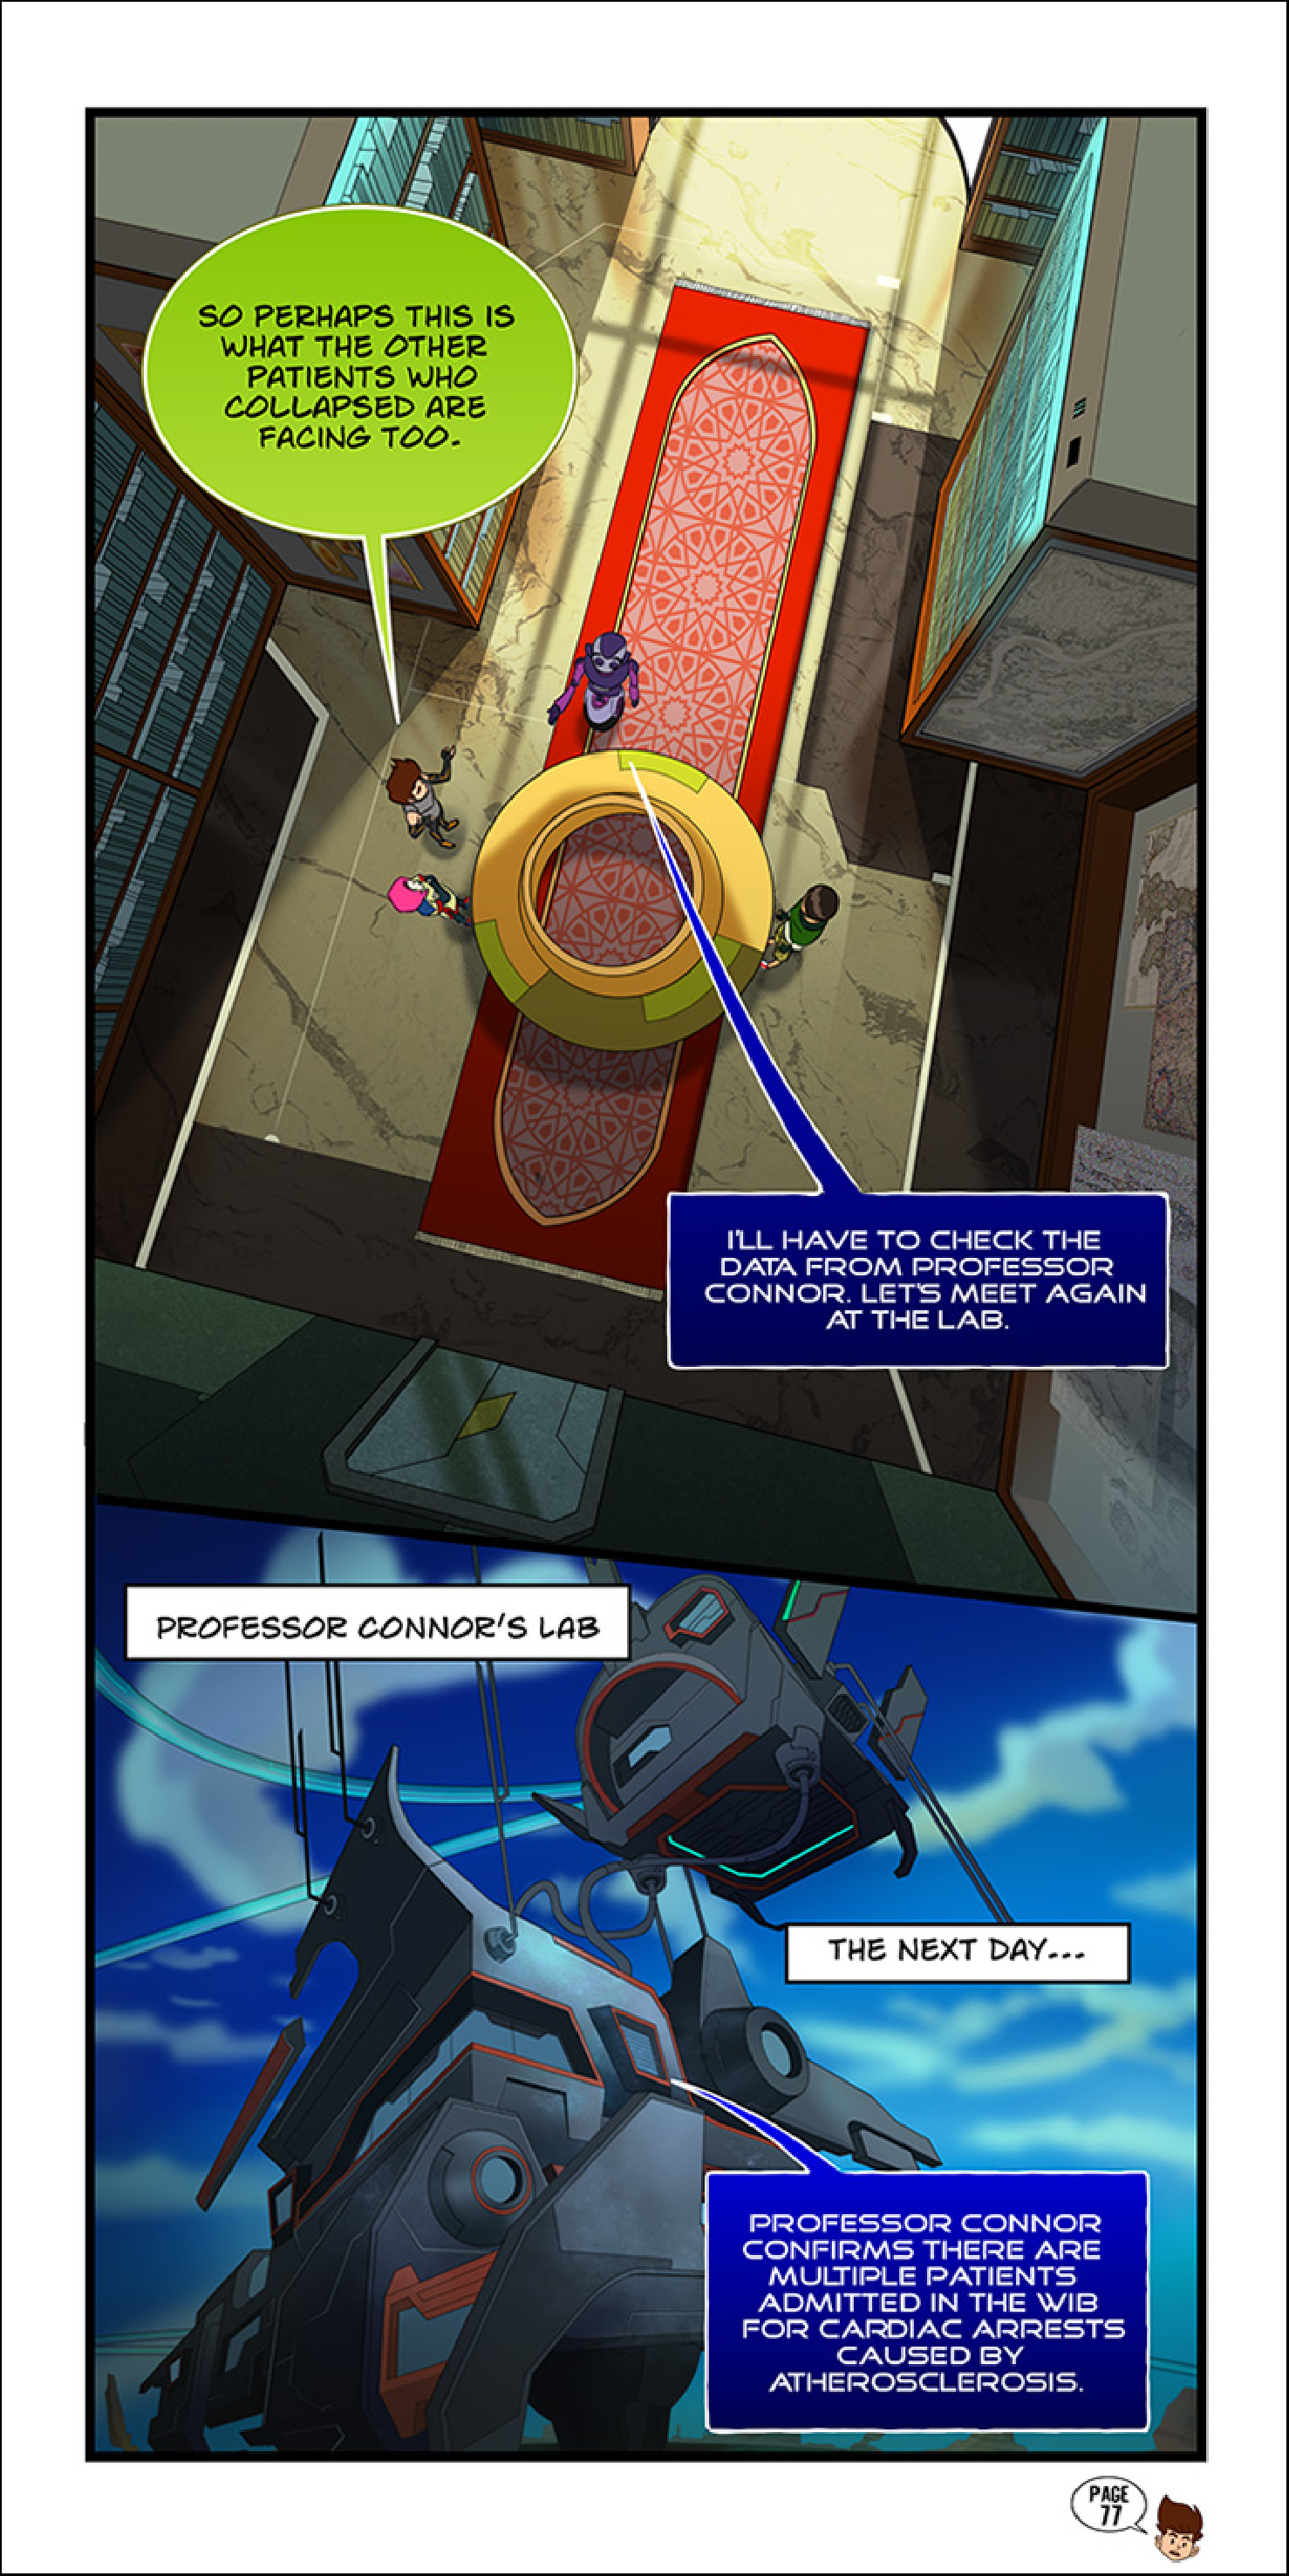 SO PERHAPS THIS IS
WHAT THE OTHER
PATIENTS WHO
COLLAPSED ARE
FACING TOO.
I'LL HAVE TO CHECK THE
DATA FROM PROFESSOR
CONNOR. LET'S MEET AGAIN
AT THE LAB.
PROFESSOR CONNOR'S LAB
THE NEXT DAY...
PROFESSOR CONNOR
CONFIRMS THERE ARE
MULTIPLE PATIENTS
ADMITTED IN THE WIB
FOR CARDIAC ARRESTS
CAUSED BY
ATHEROSCLEROSIS.
PAGE
77